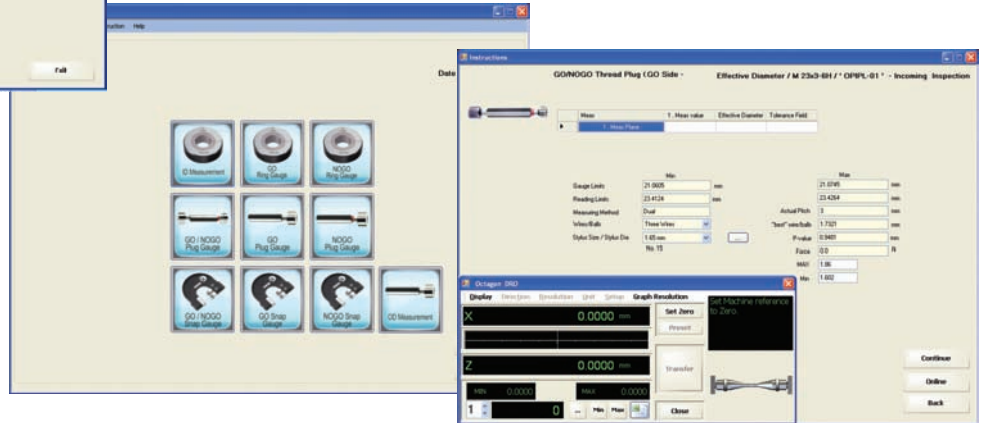 Exit
Help
Date
ID Measurement
GO
Ring Gauge
NOGO
Ring Gauge
GO / NOGO
Plug Gauge
GO
Plug Gauge
NOGO
Plug Gauge
GO / NOGO
Snap Gauge
GO Snap
Gauge
NOGO Snap
Gauge
OD Measurement
Instructions
GO/NOGO Thread Plug (GO Side -
Effective Diameter / M 23x3-6H / " OPIPL-01 " - Incoming Inspection
Meas 1 . Meas value Effective Diameter Tolerance Field
1 . Meas Plane
Min Max
Gauge Limits 21.0605 mm 21.0745 mm
Reading Limits 23.4124 mm 23.4264 mm
Measuring Method Dual Actual Pitch 3 mm
Wires/Balls Three Wires "best" wire/balls 1.7321 mm
Stylus Size / Stylus Dia 1.65 mm ... P-value mm
No. 15 Force 0.0 N
MAX
Min 1.602
Octagon DRO
Display Direction Resolution Unit Setup Graph Resolution
X 0.0000 mm Set Zero
Preset
Z 0.0000 mm Transfer
MIN 0.0000 MAX 0.0000
1 0 ... Min Max Close
Set Machine reference
to Zero.
Continue
Online
Back